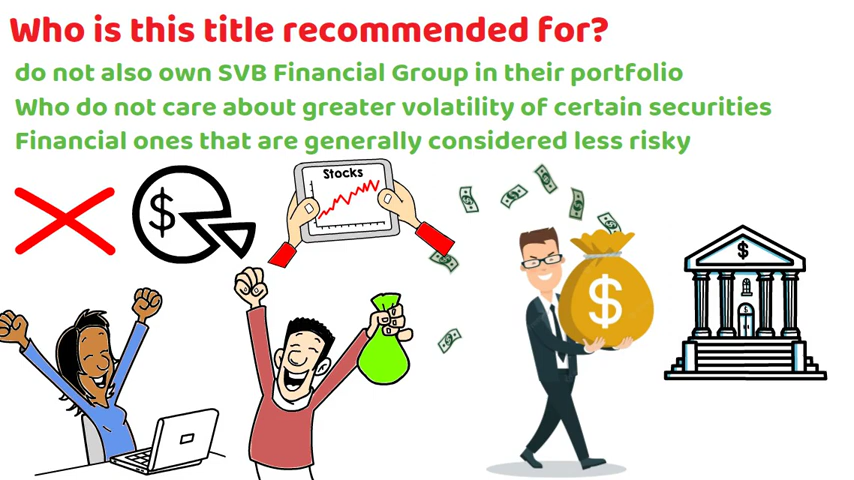 Who is this title recommended for?
do not also own SVB Financial Group in their portfolio
Who do not care about greater volatility of certain securities
Financial ones that are generally considered less risky
Stocks
$
$
$